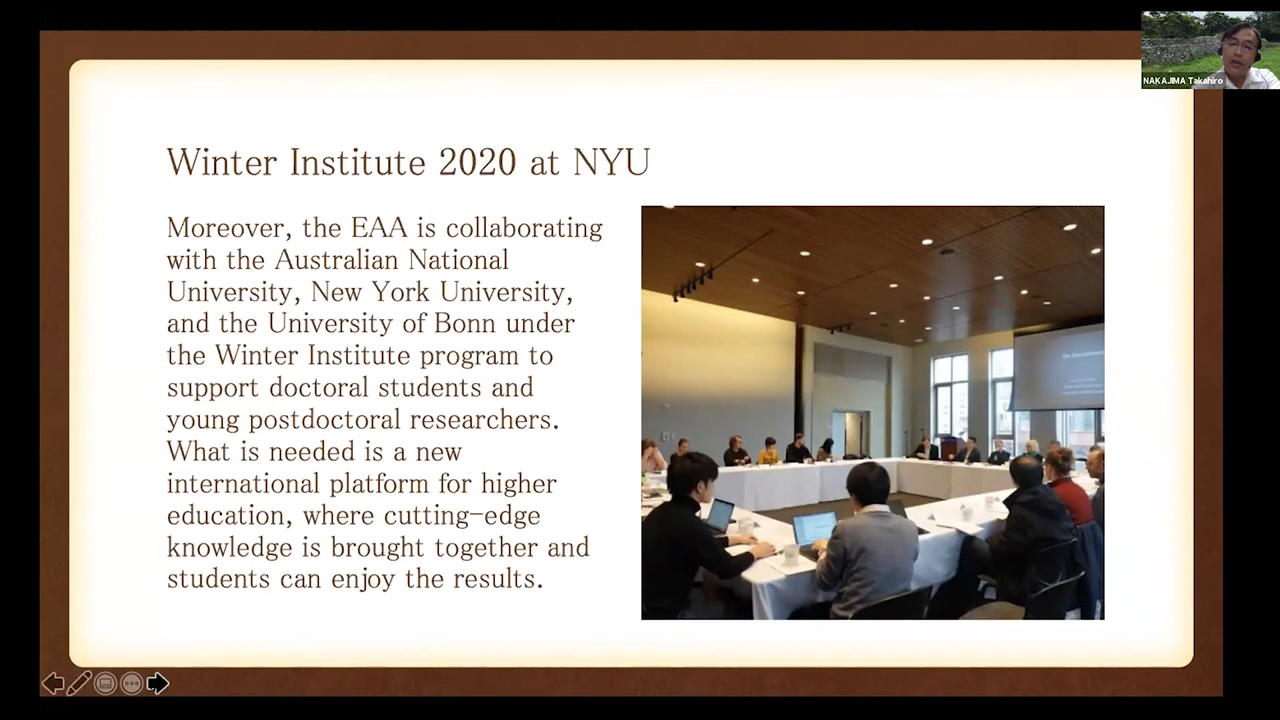 NAKAJIMA Takahiro
Winter Institute 2020 at NYU
Moreover, the EAA is collaborating
with the Australian National
University, New York University,
and the University of Bonn under
the Winter Institute program to
support doctoral students and
young postdoctoral researchers.
What is needed is a new
international platform for higher
education, where cutting-edge
knowledge is brought together and
students can enjoy the results.